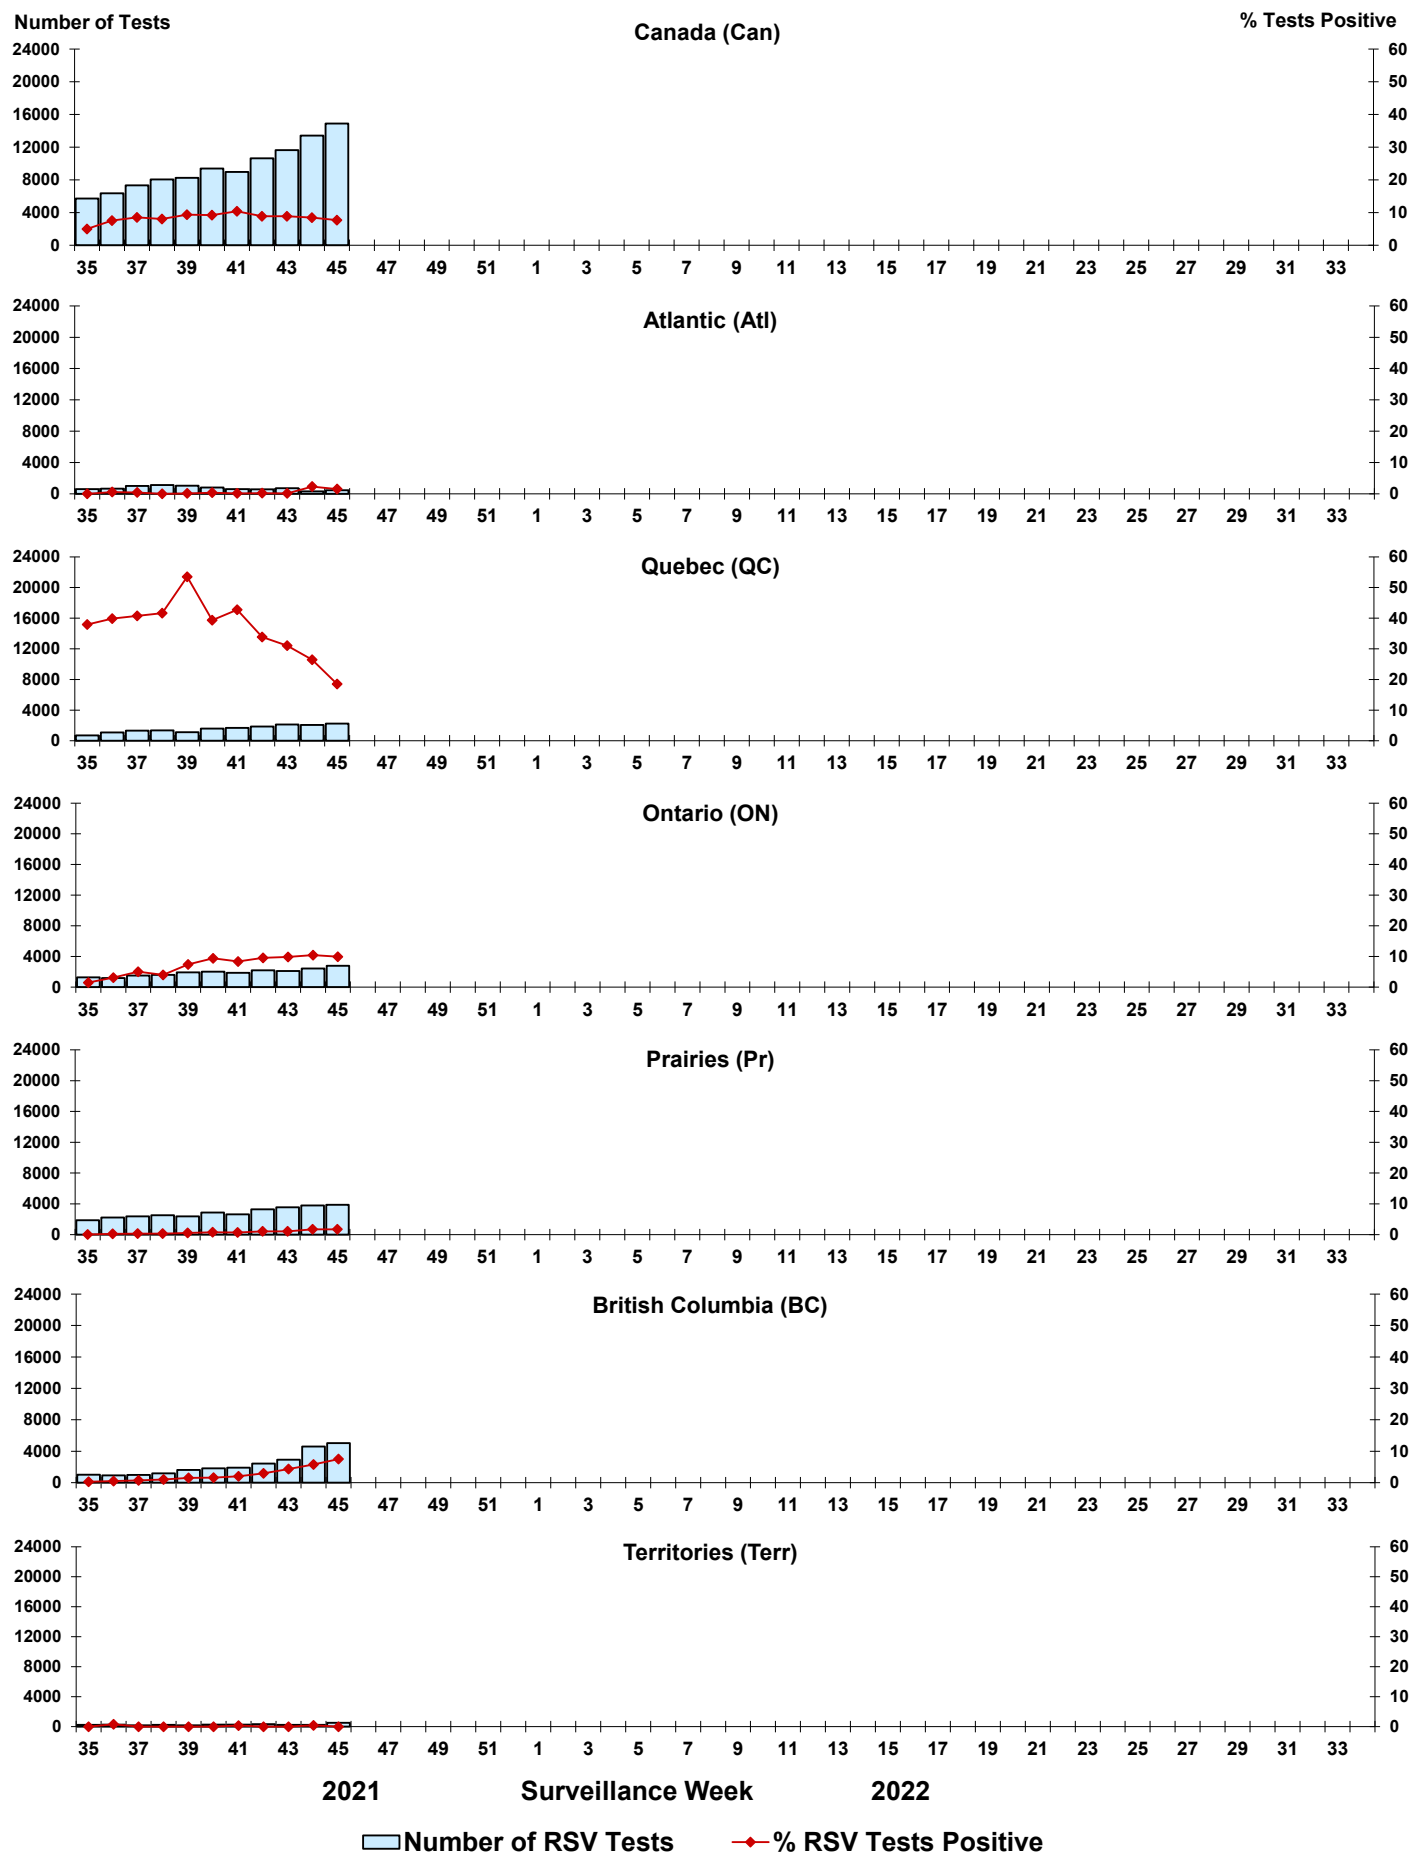 Number of Tests
Canada (Can)
% Tests Positive
24000 60
20000 50
16000 40
12000 30
8000 20
4000 10
0 0
35 37 39 41 43 45 47 49 51 1 3 5 7 9 11 13 15 17 19 21 23 25 27 29 31 33
Atlantic (Atl)
24000 60
20000 50
16000 40
12000 30
8000 20
4000 10
0 0
35 37 39 41 43 45 47 49 51 1 3 5 7 9 11 13 15 17 19 21 23 25 27 29 31 33
Quebec (QC)
24000 60
20000 50
16000 40
12000 30
8000 20
4000 10
0 0
35 37 39 41 43 45 47 49 51 1 3 5 7 9 11 13 15 17 19 21 23 25 27 29 31 33
Ontario (ON)
24000 60
20000 50
16000 40
12000 30
8000 20
4000 10
0 0
35 37 39 41 43 45 47 49 51 1 3 5 7 9 11 13 15 17 19 21 23 25 27 29 31 33
Prairies (Pr)
24000 60
20000 50
16000 40
12000 30
8000 20
4000 10
0 0
35 37 39 41 43 45 47 49 51 1 3 5 7 9 11 13 15 17 19 21 23 25 27 29 31 33
British Columbia (BC)
24000 60
20000 50
16000 40
12000 30
8000 20
4000 10
0 0
35 37 39 41 43 45 47 49 51 1 3 5 7 9 11 13 15 17 19 21 23 25 27 29 31 33
Territories (Terr)
24000 60
20000 50
16000 40
12000 30
8000 20
4000 10
0 0
35 37 39 41 43 45 47 49 51 1 3 5 7 9 11 13 15 17 19 21 23 25 27 29 31 33
2021 Surveillance Week 2022
Number of RSV Tests % RSV Tests Positive